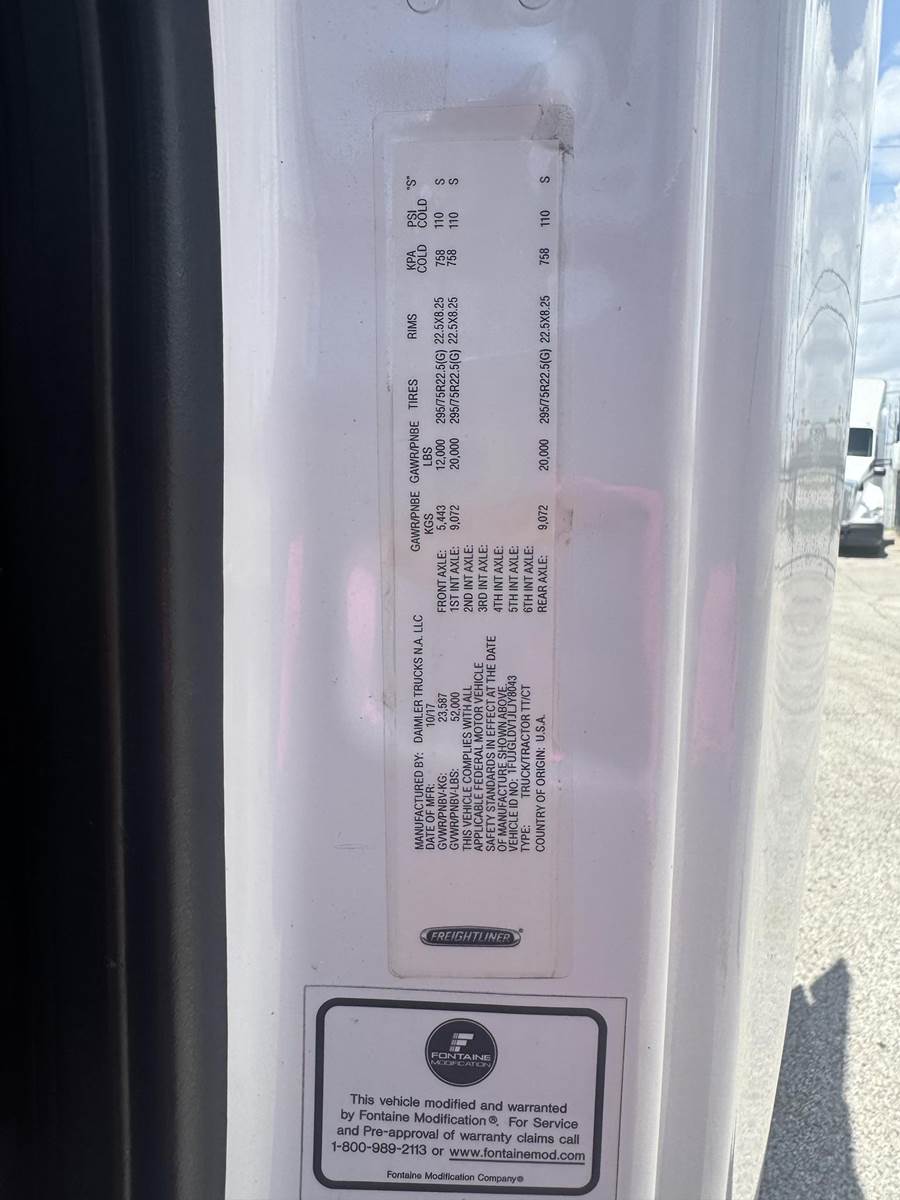 MANUFACTURED BY: DAIMLER TRUCKS N.A. LLC
DATE OF MFR: 10/17
GVWR/PNBV-KG: 23,587
GVWR/PNBV-LBS: 52,000
THIS VEHICLE COMPLIES WITH ALL
APPLICABLE FEDERAL MOTOR VEHICLE
SAFETY STANDARDS IN EFFECT AT THE DATE
OF MANUFACTURE SHOWN ABOVE.
VEHICLE ID NO: 1FUJGLDV1JLJY8043
TYPE: TRUCK/TRACTOR TT/CT
COUNTRY OF ORIGIN: U.S.A.
GAWR/PNBE GAWR/PNBE TIRES RIMS KPA PSI "S"
KGS LBS COLD COLD
FRONT AXLE: 5,443 12,000 295/75R22.5(G) 22.5X8.25 758 110 S
1ST INT AXLE: 9,072 20,000 295/75R22.5(G) 22.5X8.25 758 110 S
2ND INT AXLE:
3RD INT AXLE:
4TH INT AXLE:
5TH INT AXLE:
6TH INT AXLE:
REAR AXLE: 9,072 20,000 295/75R22.5(G) 22.5X8.25 758 110 S
FREIGHTLINER®
FONTAINE
MODIFICATION
This vehicle modified and warranted
by Fontaine Modification®. For Service
and Pre-approval of warranty claims call
1-800-989-2113 or www.fontainemod.com
Fontaine Modification Company®